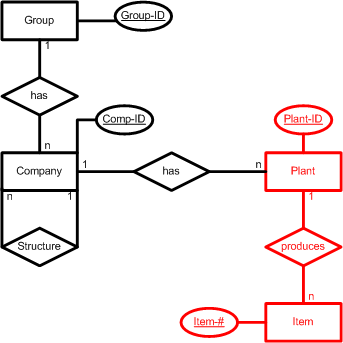 Group
Group-ID
1
has
n
Comp-ID
Company
1
has
n
Plant-ID
Plant
n
1
1
Structure
produces
n
Item-#
Item